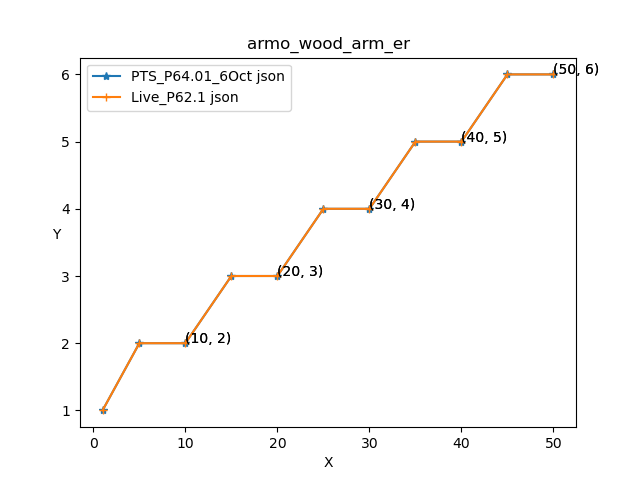 armo_wood_arm_er
PTS_P64.01_6Oct json
Live_P62.1 json
6
5
4
3
2
1
Y
(50, 6)
(40, 5)
(30, 4)
(20, 3)
(10, 2)
0 10 20 30 40 50
X